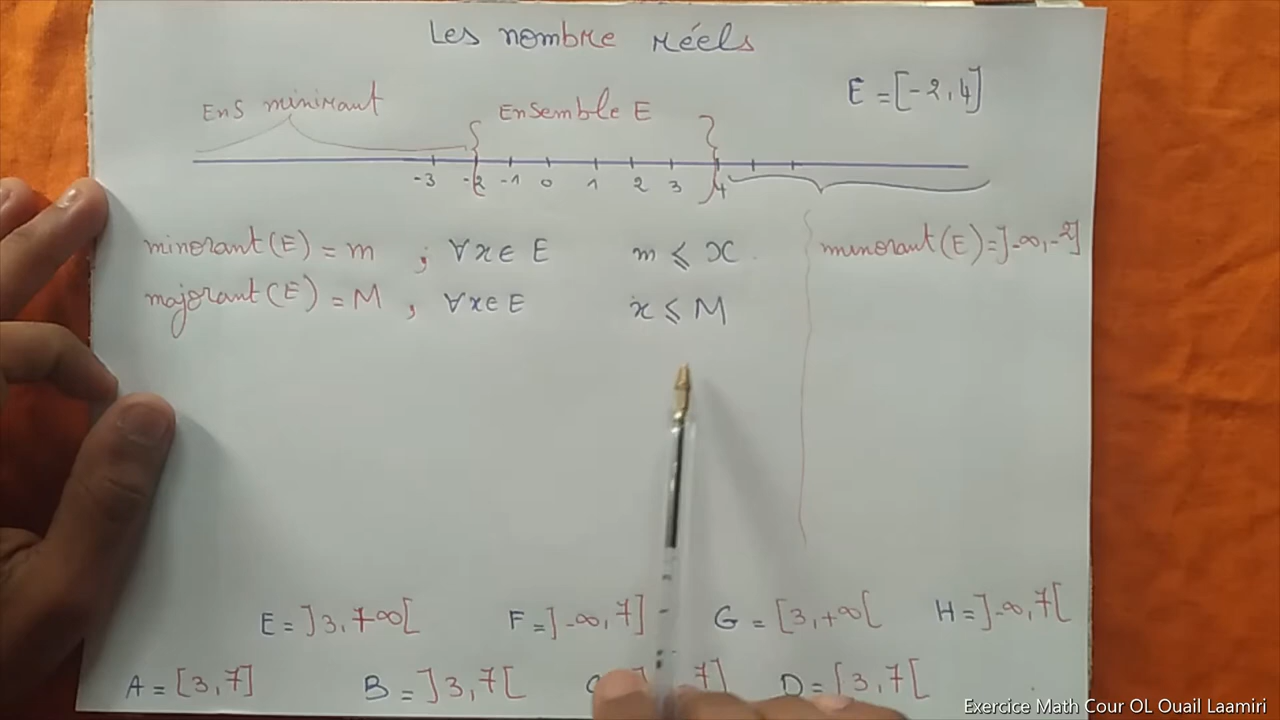 Les nombre réels
E = [-2, 4]
Ens minirant
Ensemble E
-3 -2 -1 0 1 2 3 4
minorant (E) = m ; ∀x ∈ E m ⩽ x
minorant (E) = ]-∞, -2]
majorant (E) = M , ∀x ∈ E x ⩽ M
E = ]3, +∞[ F = ]-∞, 7] G = [3, +∞[ H = ]-∞, 7[
A = [3, 7] B = ]3, 7[ 7] D = [3, 7[
Exercice Math Cour OL Ouail Laamiri